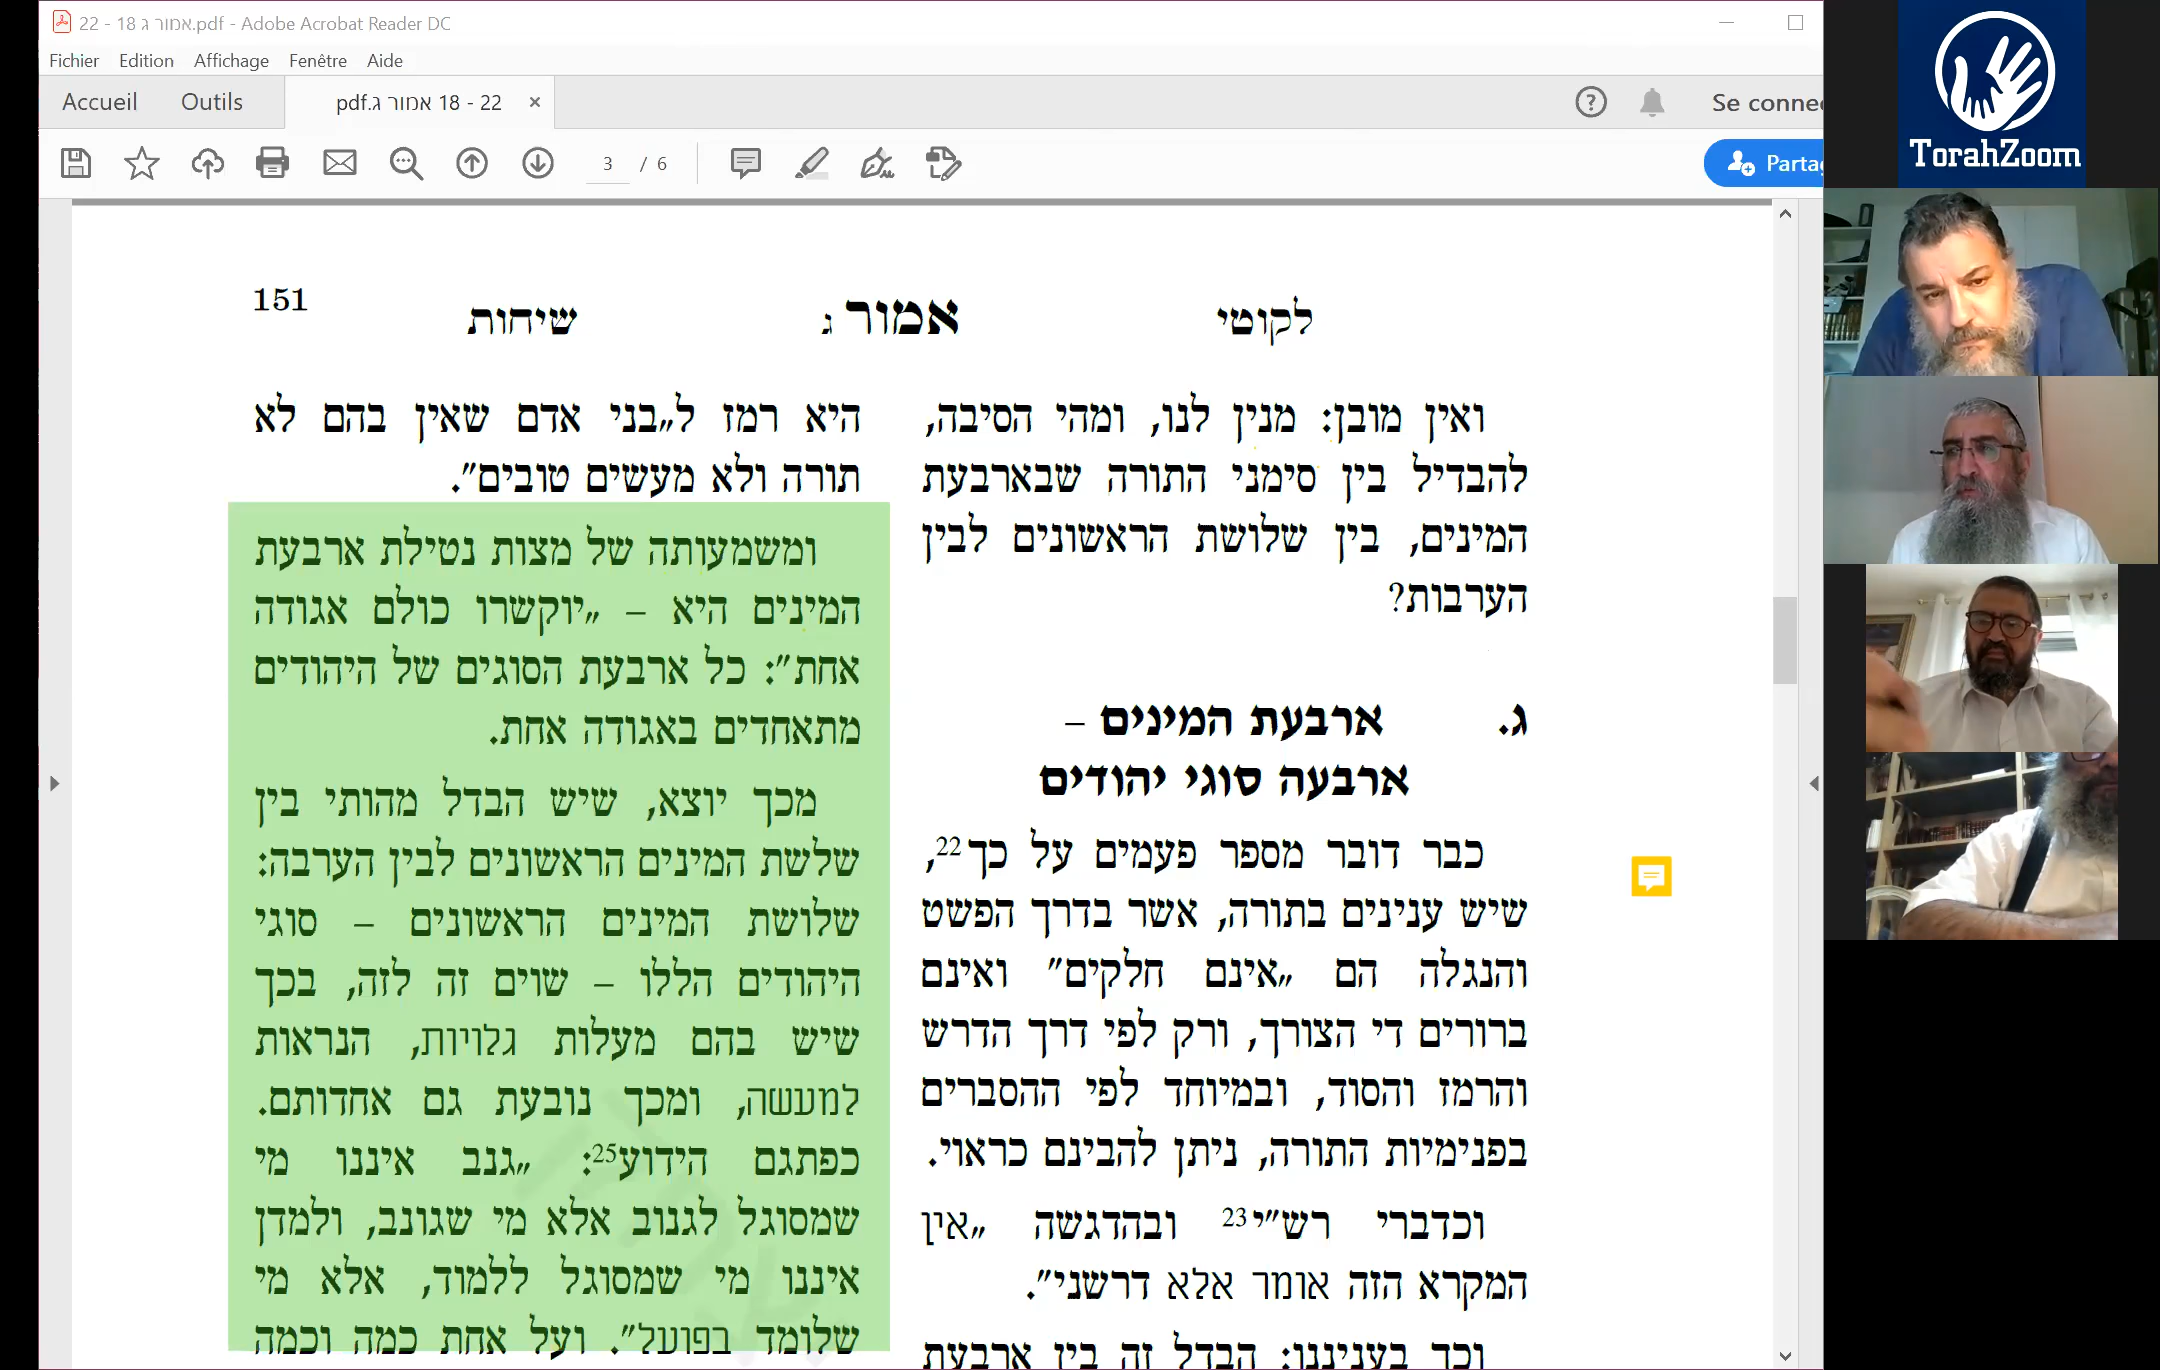 אמור ג 18 - 22.pdf - Adobe Acrobat Reader DC
Fichier Edition Affichage Fenêtre Aide
Accueil Outils
אמור ג 18 - 22.pdf
Se connec
3 / 6
Partag
TorahZoom
לקוטי אמור ג שיחות 151
ואין מובן: מנין לנו, ומהי הסיבה,
להבדיל בין סימני התורה שבארבעת
המינים, בין שלושת הראשונים לבין
הערבות?
ג. ארבעת המינים –
ארבעה סוגי יהודים
כבר דובר מספר פעמים על כך22,
שיש ענינים בתורה, אשר בדרך הפשט
והנגלה הם „אינם חלקים" ואינם
ברורים די הצורך, ורק לפי דרך הדרש
והרמז והסוד, ובמיוחד לפי ההסברים
בפנימיות התורה, ניתן להבינם כראוי.
וכדברי רש"י23 ובהדגשה „אין
המקרא הזה אומר אלא דרשני".
וכך בעניננו: הבדל זה בין ארבעת
היא רמז ל„בני אדם שאין בהם לא
תורה ולא מעשים טובים".
ומשמעותה של מצות נטילת ארבעת
המינים היא – „יוקשרו כולם אגודה
אחת": כל ארבעת הסוגים של היהודים
מתאחדים באגודה אחת.
מכך יוצא, שיש הבדל מהותי בין
שלשת המינים הראשונים לבין הערבה:
שלושת המינים הראשונים – סוגי
היהודים הללו – שוים זה לזה, בכך
שיש בהם מעלות גלויות, הנראות
למעשה, ומכך נובעת גם אחדותם.
כפתגם הידוע25: „גנב איננו מי
שמסוגל לגנוב אלא מי שגונב, ולמדן
איננו מי שמסוגל ללמוד, אלא מי
שלומד בפועל". ועל אחת כמה וכמה